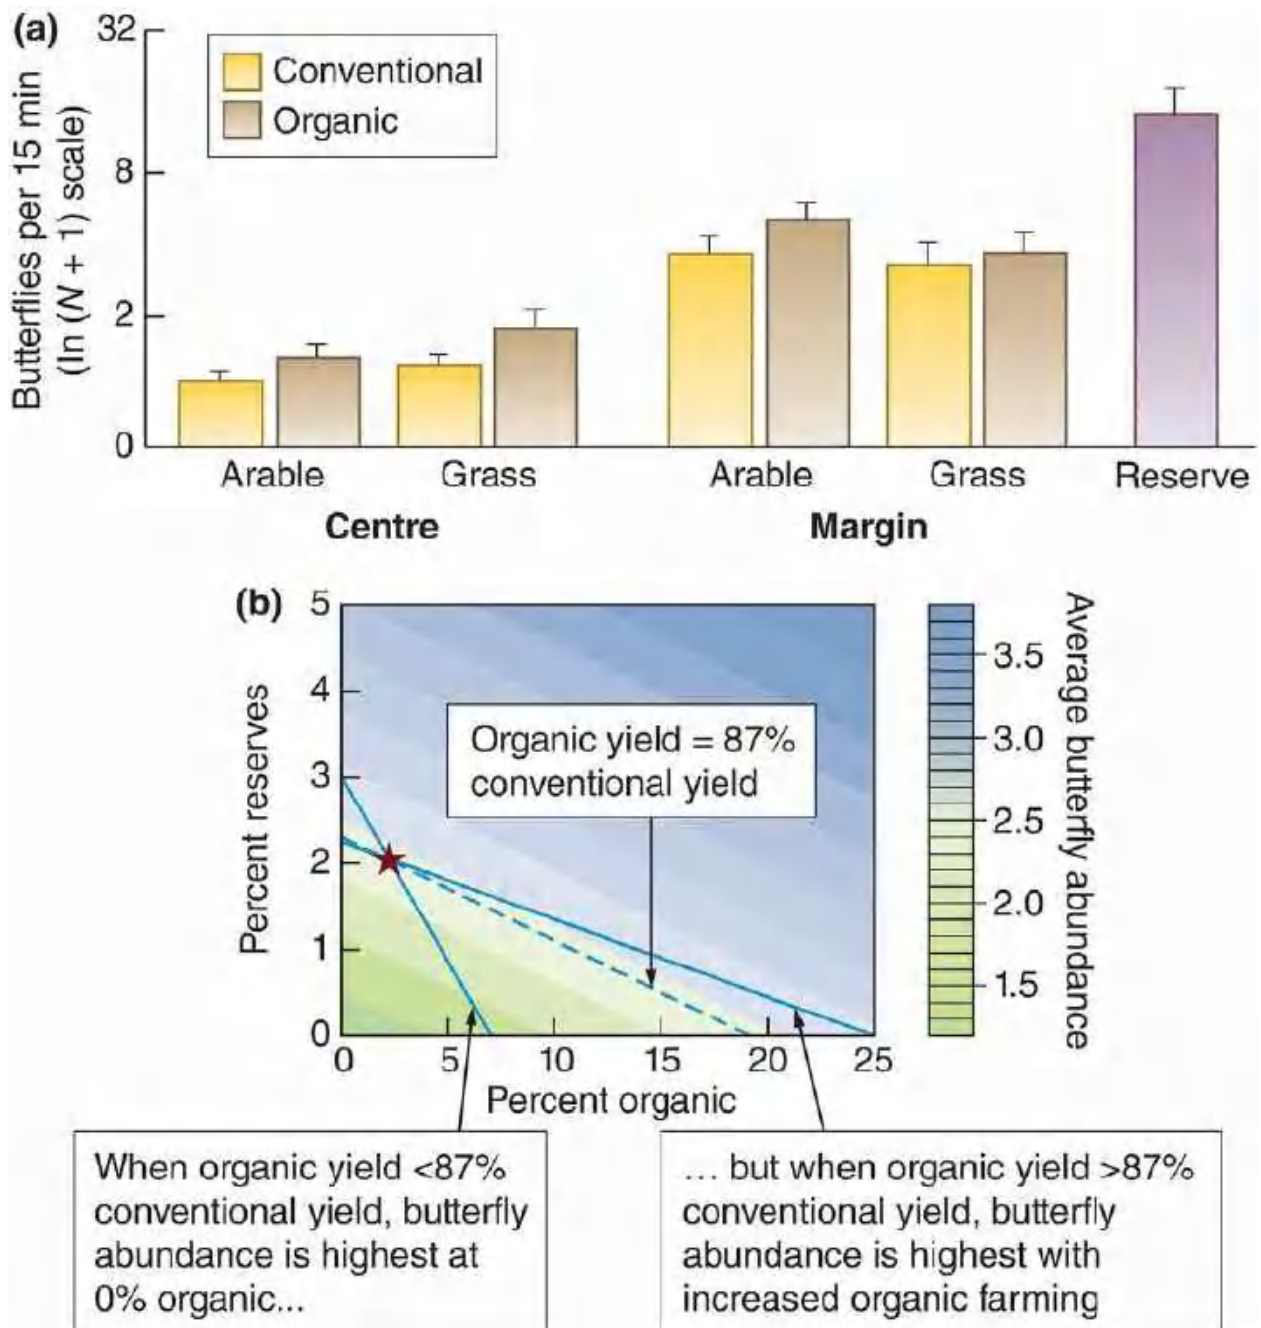 (a)
Butterflies per 15 min
(ln (N + 1) scale)
32
8
2
0
Conventional
Organic
Arable
Grass
Arable
Grass
Reserve
Centre
Margin
(b)
Percent reserves
5
4
3
2
1
0
Organic yield = 87%
conventional yield
0
5
10
15
20
25
Percent organic
3.5
3.0
2.5
2.0
1.5
Average butterfly abundance
When organic yield <87%
conventional yield, butterfly
abundance is highest at
0% organic...
... but when organic yield >87%
conventional yield, butterfly
abundance is highest with
increased organic farming